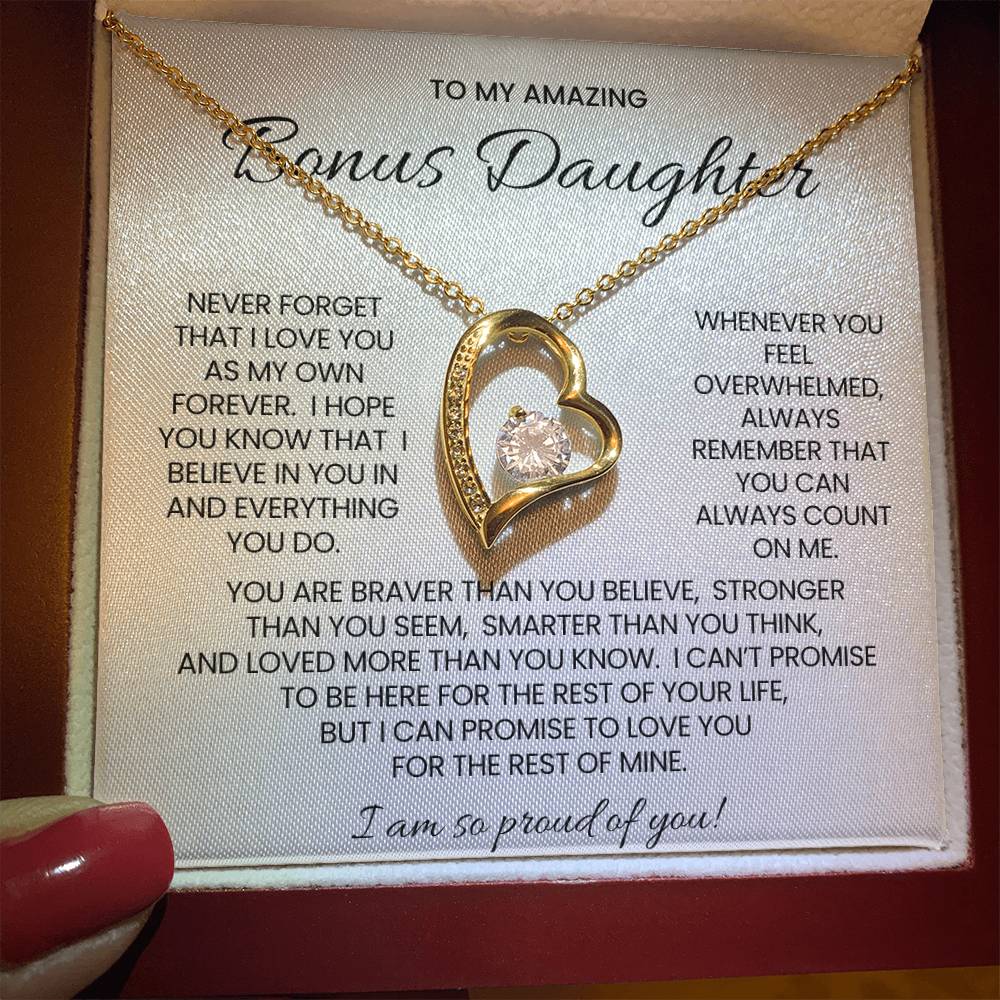 TO MY AMAZING
Bonus Daughter
NEVER FORGET
THAT I LOVE YOU
AS MY OWN
FOREVER. I HOPE
YOU KNOW THAT I
BELIEVE IN YOU IN
AND EVERYTHING
YOU DO.
WHENEVER YOU
FEEL
OVERWHELMED,
ALWAYS
REMEMBER THAT
YOU CAN
ALWAYS COUNT
ON ME.
YOU ARE BRAVER THAN YOU BELIEVE, STRONGER
THAN YOU SEEM, SMARTER THAN YOU THINK,
AND LOVED MORE THAN YOU KNOW. I CAN'T PROMISE
TO BE HERE FOR THE REST OF YOUR LIFE,
BUT I CAN PROMISE TO LOVE YOU
FOR THE REST OF MINE.
I am so proud of you!